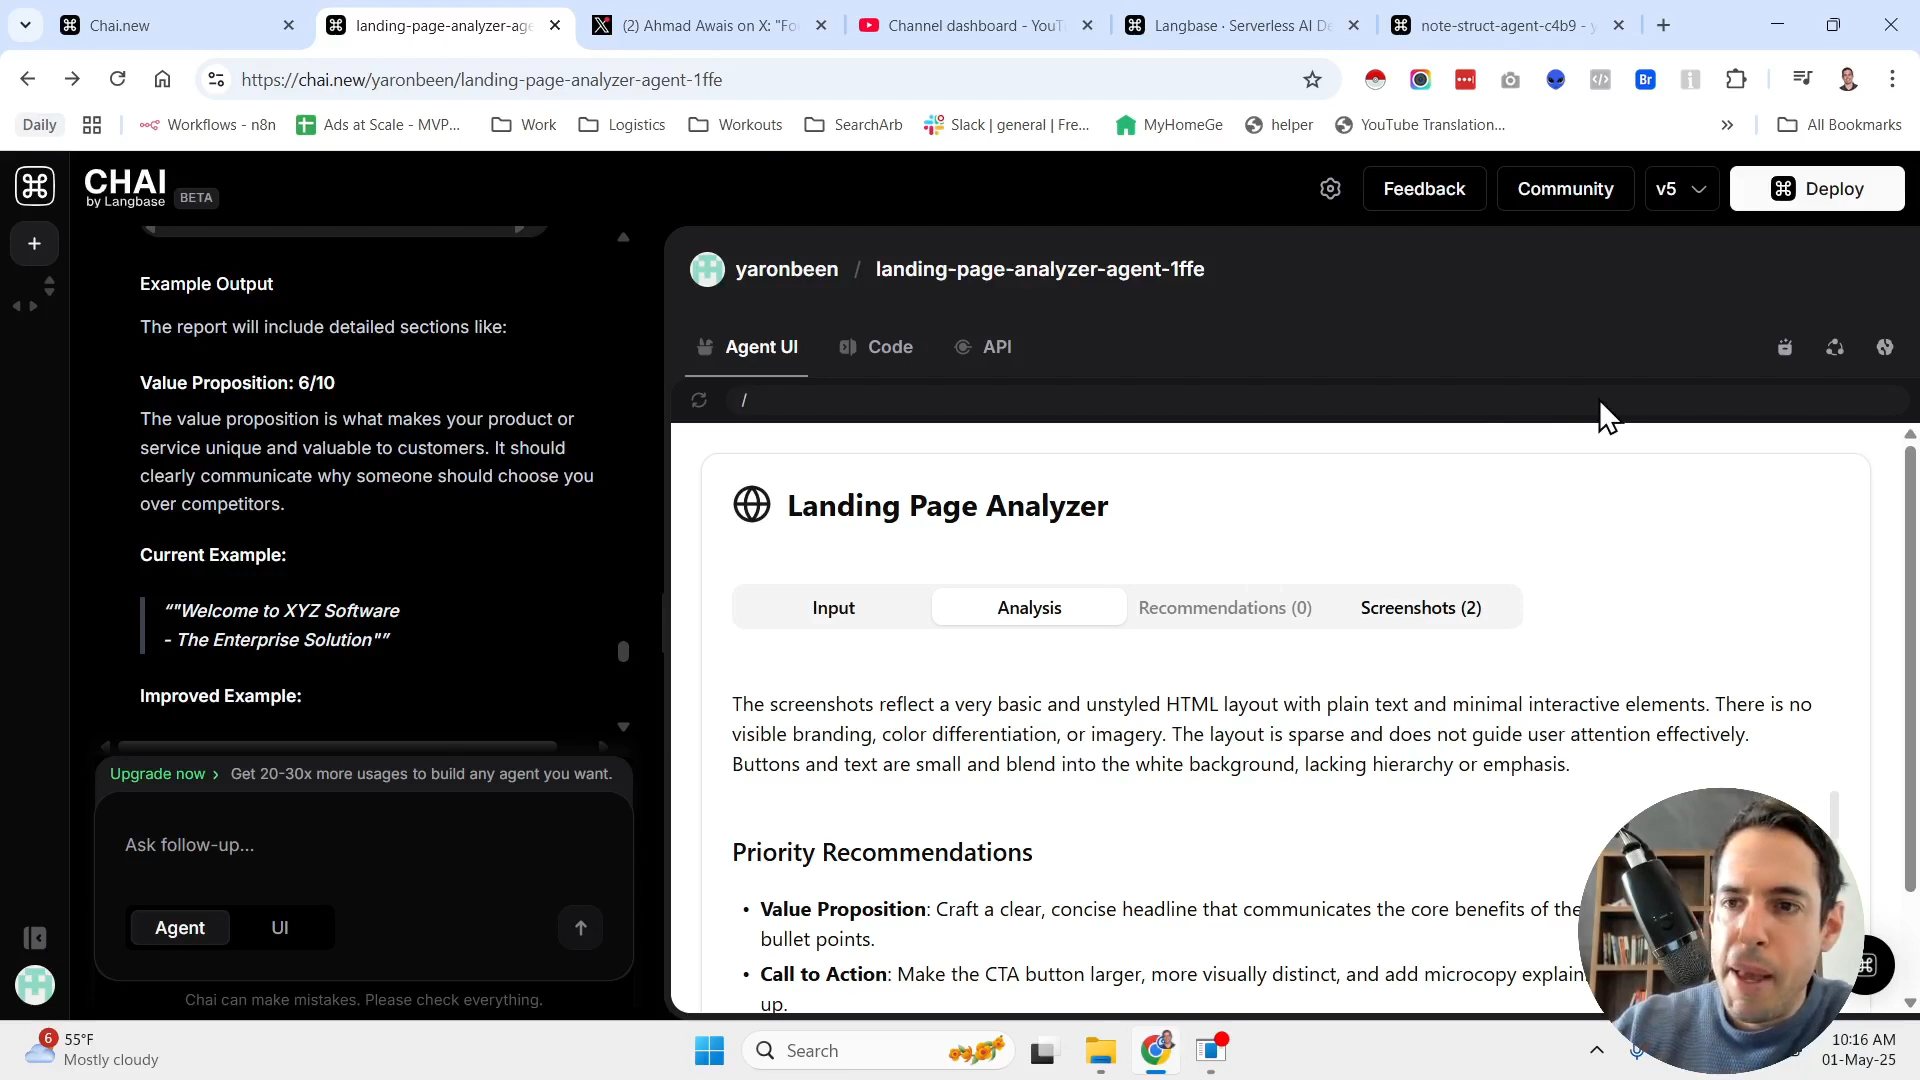 Chai.new
landing-page-analyzer-age
(2) Ahmad Awais on X: "Fo
Channel dashboard - YouT
Langbase · Serverless AI De
note-struct-agent-c4b9 - y
https://chai.new/yaronbeen/landing-page-analyzer-agent-1ffe
Br
Daily
Workflows - n8n
Ads at Scale - MVP...
Work
Logistics
Workouts
SearchArb
Slack | general | Fre...
MyHomeGe
helper
YouTube Translation...
All Bookmarks
CHAI
by Langbase
BETA
Feedback
Community
v5
Deploy
Example Output
The report will include detailed sections like:
Value Proposition: 6/10
The value proposition is what makes your product or
service unique and valuable to customers. It should
clearly communicate why someone should choose you
over competitors.
Current Example:
“"Welcome to XYZ Software
- The Enterprise Solution"”
Improved Example:
Upgrade now › Get 20-30x more usages to build any agent you want.
Ask follow-up...
Agent
UI
Chai can make mistakes. Please check everything.
yaronbeen / landing-page-analyzer-agent-1ffe
Agent UI
Code
API
/
Landing Page Analyzer
Input
Analysis
Recommendations (0)
Screenshots (2)
The screenshots reflect a very basic and unstyled HTML layout with plain text and minimal interactive elements. There is no
visible branding, color differentiation, or imagery. The layout is sparse and does not guide user attention effectively.
Buttons and text are small and blend into the white background, lacking hierarchy or emphasis.
Priority Recommendations
• Value Proposition: Craft a clear, concise headline that communicates the core benefits of the
bullet points.
• Call to Action: Make the CTA button larger, more visually distinct, and add microcopy explain
up.
6
55°F
Mostly cloudy
Search
10:16 AM
01-May-25